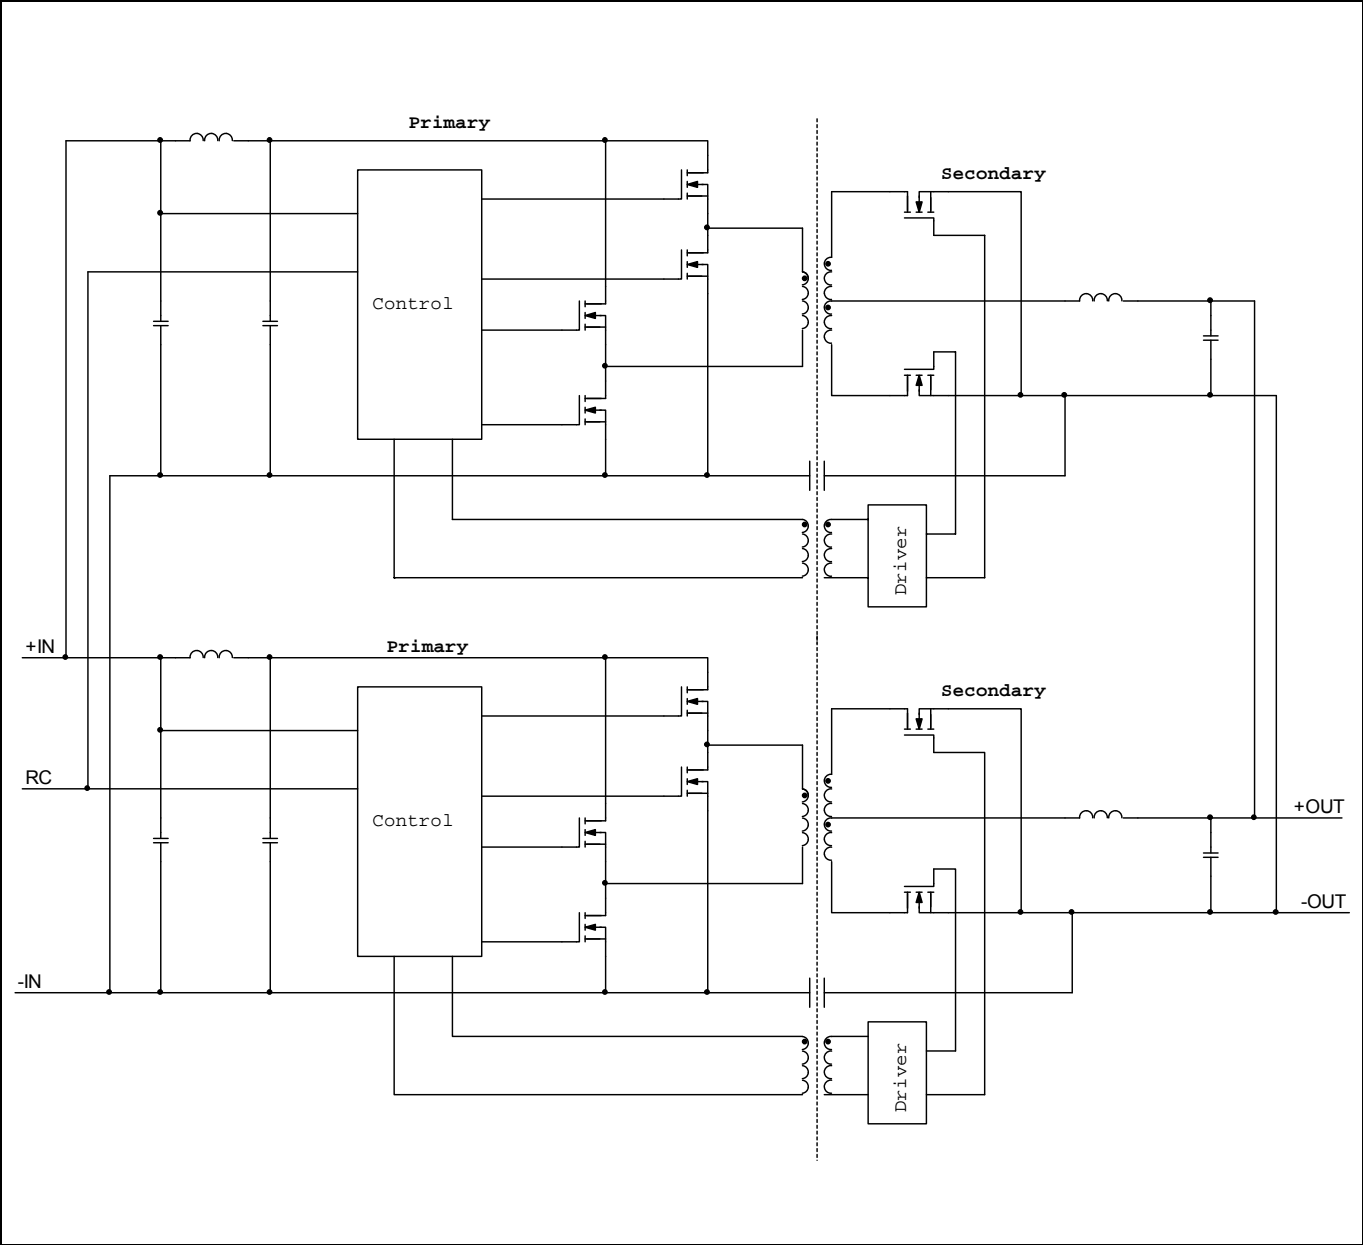 Primary
Secondary
Control
Driver
+IN
Primary
Secondary
RC
Control
+OUT
-OUT
-IN
Driver